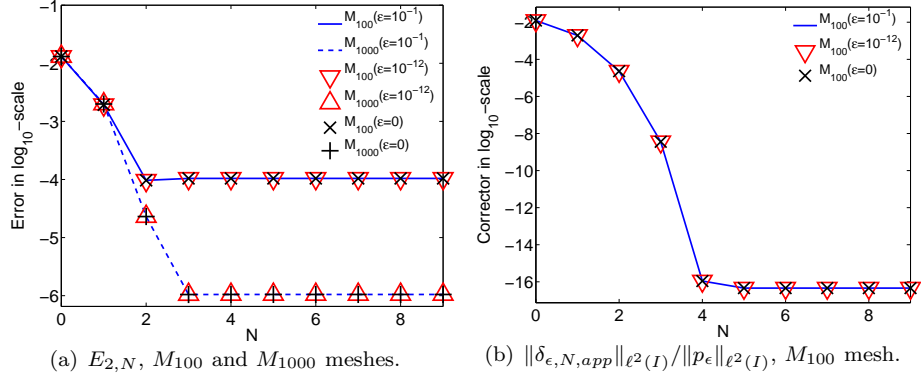 −1
−2
−3
−4
−5
−6
0 2 4 6 8
N
Error in log₁₀−scale
M₁₀₀(ε=10⁻¹)
M₁₀₀₀(ε=10⁻¹)
M₁₀₀(ε=10⁻¹²)
M₁₀₀₀(ε=10⁻¹²)
M₁₀₀(ε=0)
M₁₀₀₀(ε=0)
(a) E₂,N, M₁₀₀ and M₁₀₀₀ meshes.
−2
−4
−6
−8
−10
−12
−14
−16
0 2 4 6 8
N
Corrector in log₁₀−scale
M₁₀₀(ε=10⁻¹)
M₁₀₀(ε=10⁻¹²)
M₁₀₀(ε=0)
(b) ‖δϵ,N,app‖ℓ²(I)/‖pϵ‖ℓ²(I), M₁₀₀ mesh.